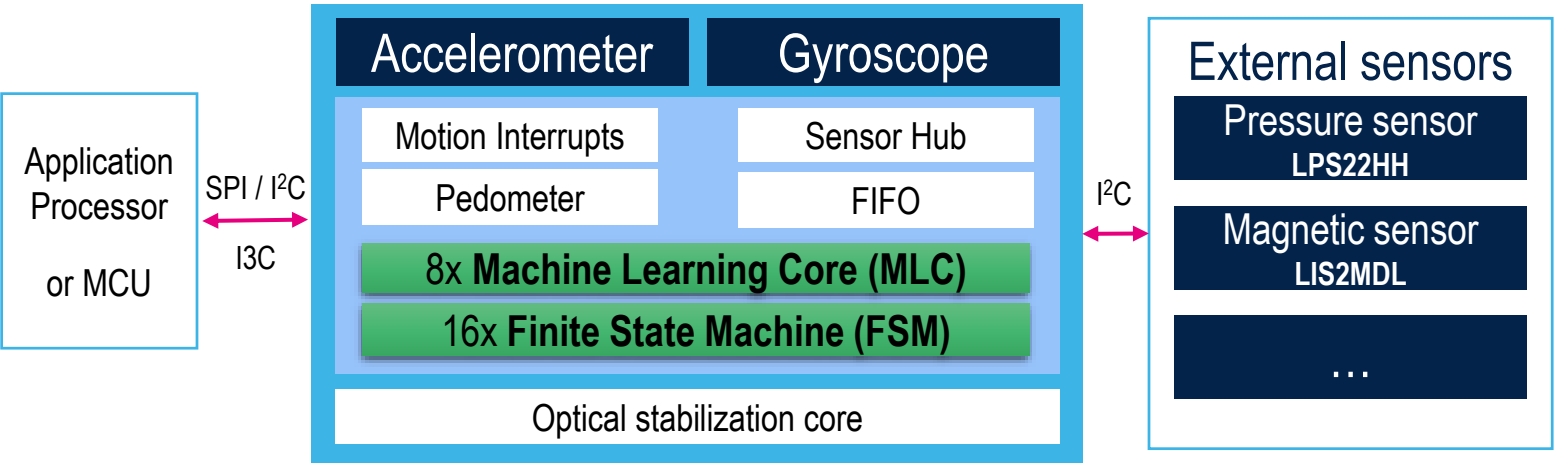 Application
Processor
or MCU
SPI / I²C
I3C
Accelerometer
Gyroscope
Motion Interrupts
Sensor Hub
Pedometer
FIFO
8x Machine Learning Core (MLC)
16x Finite State Machine (FSM)
Optical stabilization core
I²C
External sensors
Pressure sensor
LPS22HH
Magnetic sensor
LIS2MDL
...